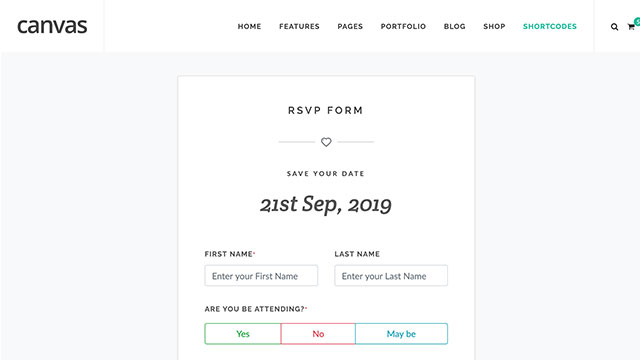 canvas
HOME FEATURES PAGES PORTFOLIO BLOG SHOP SHORTCODES
RSVP FORM
SAVE YOUR DATE
21st Sep, 2019
FIRST NAME* LAST NAME
Enter your First Name Enter your Last Name
ARE YOU BE ATTENDING?*
Yes No May be